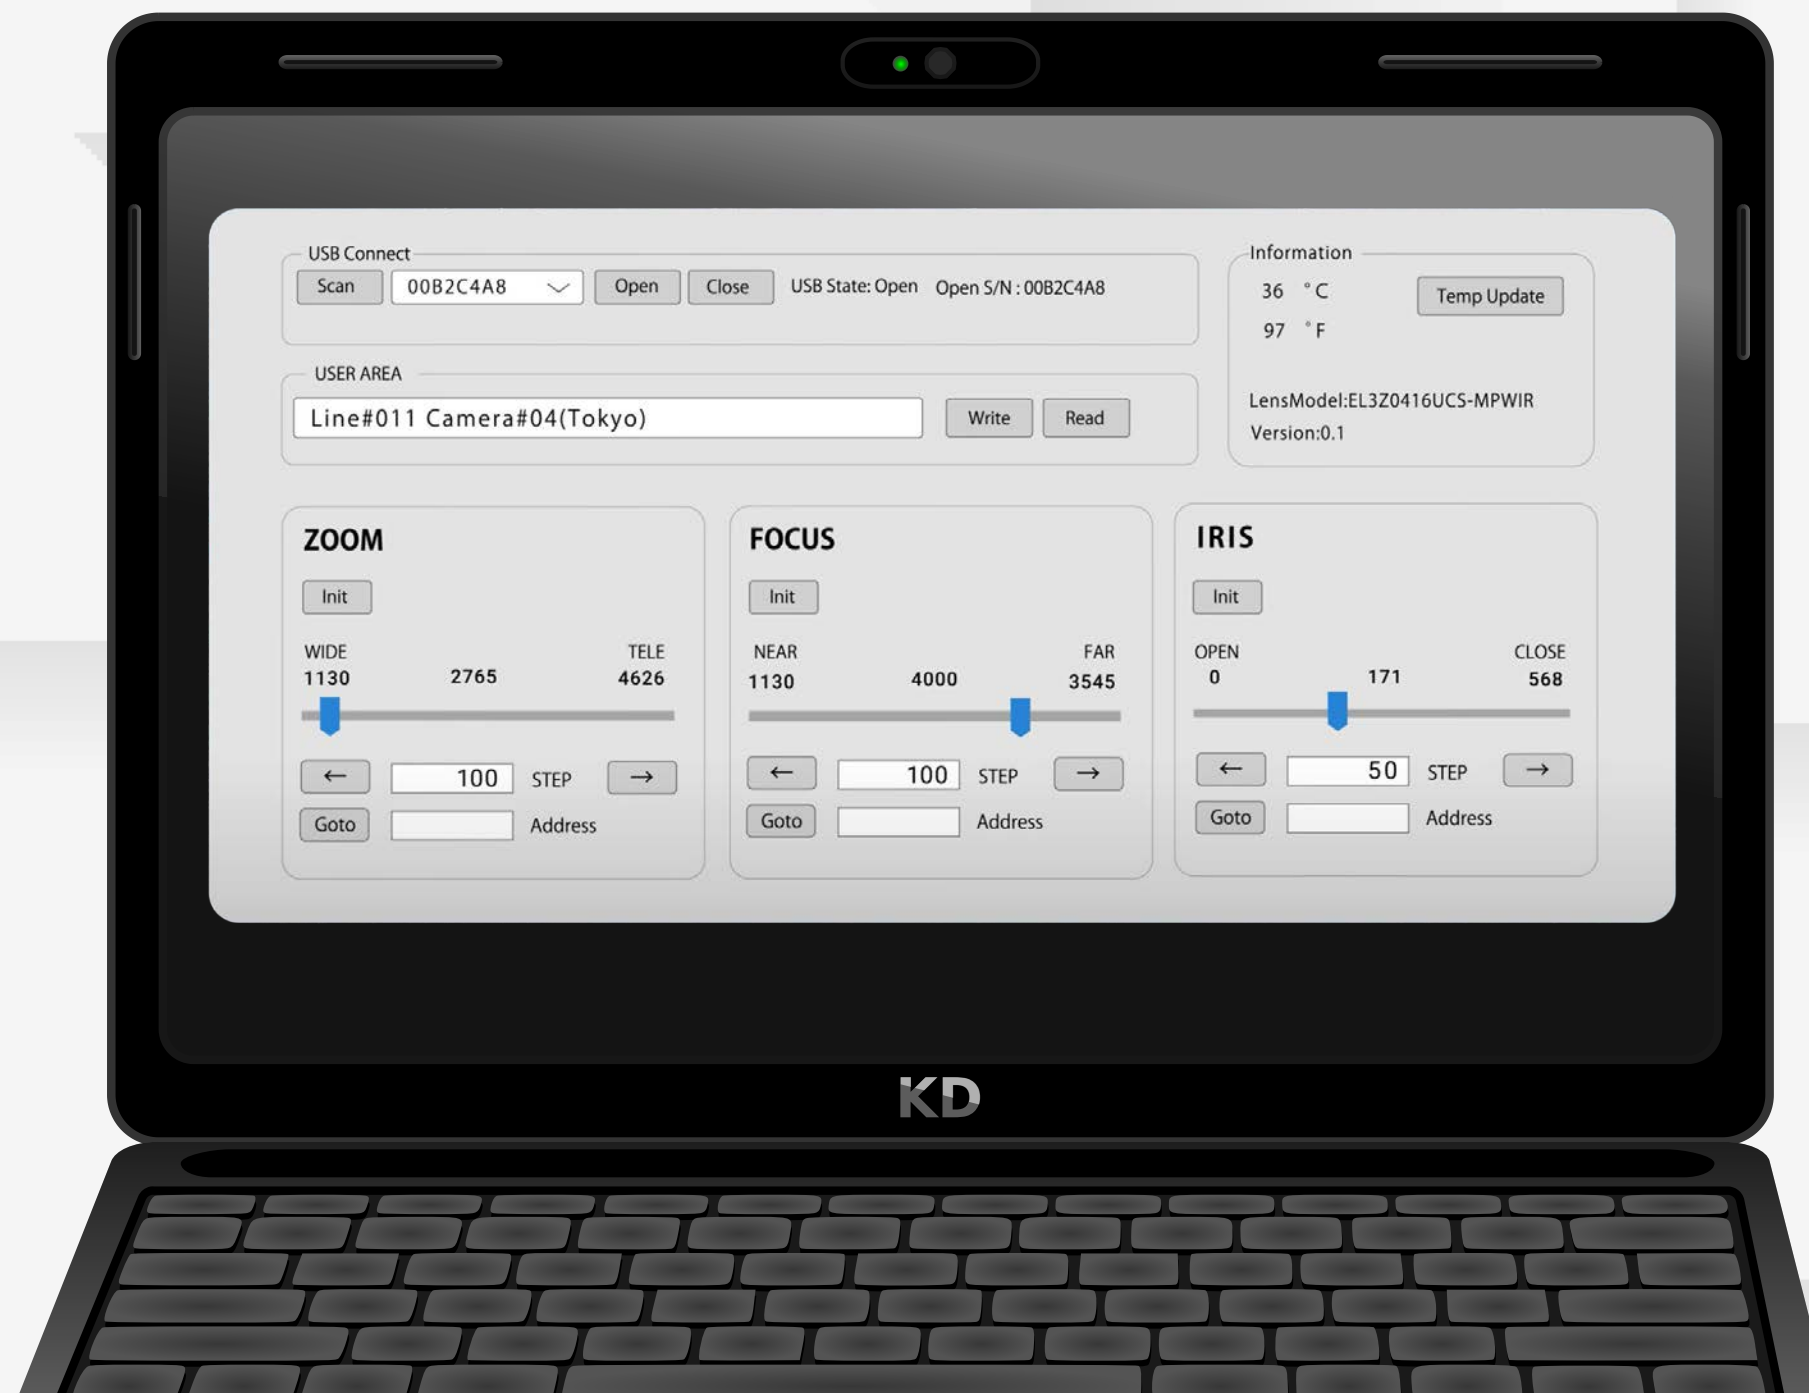 USB Connect
Scan 00B2C4A8 Open Close USB State: Open Open S/N : 00B2C4A8
USER AREA
Line#011 Camera#04(Tokyo) Write Read
Information
36 °C Temp Update
97 °F
LensModel:EL3Z0416UCS-MPWIR
Version:0.1
ZOOM
Init
WIDE TELE
1130 2765 4626
← 100 STEP →
Goto Address
FOCUS
Init
NEAR FAR
1130 4000 3545
← 100 STEP →
Goto Address
IRIS
Init
OPEN CLOSE
0 171 568
← 50 STEP →
Goto Address
KD